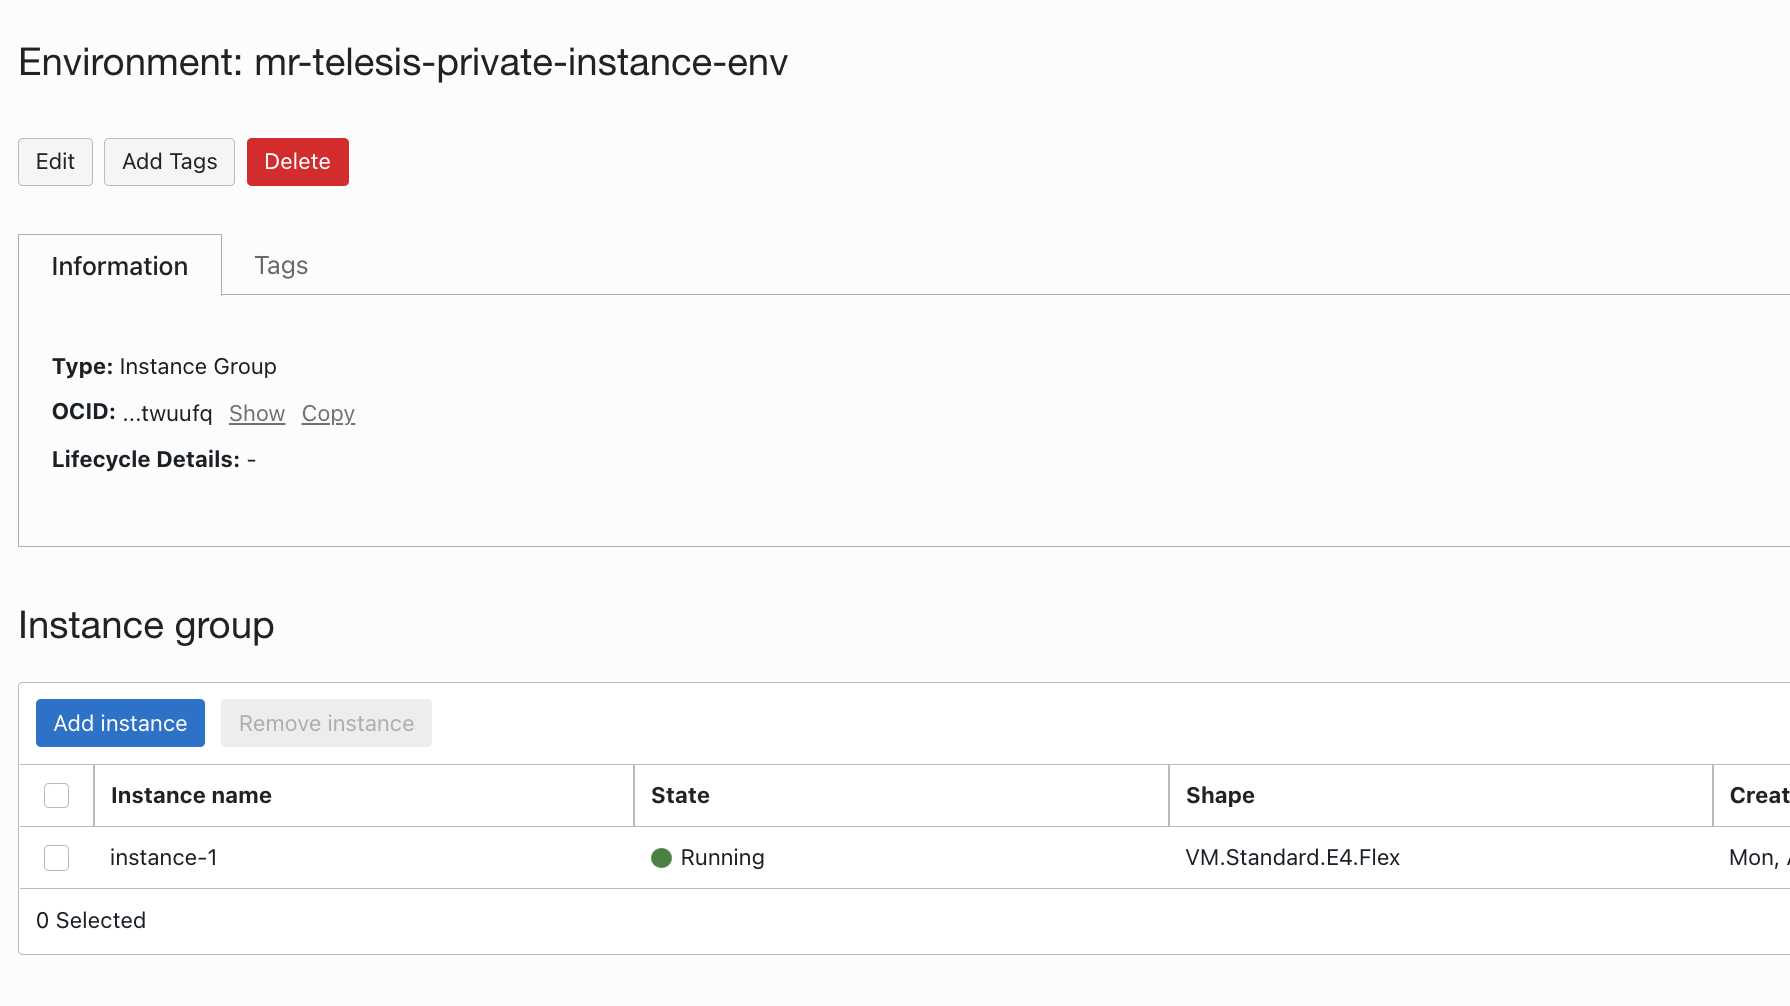 Environment: mr-telesis-private-instance-env
Edit Add Tags Delete
Information Tags
Type: Instance Group
OCID: ...twuufq Show Copy
Lifecycle Details: -
Instance group
Add instance Remove instance
Instance name State Shape Creat
instance-1 Running VM.Standard.E4.Flex Mon,
0 Selected